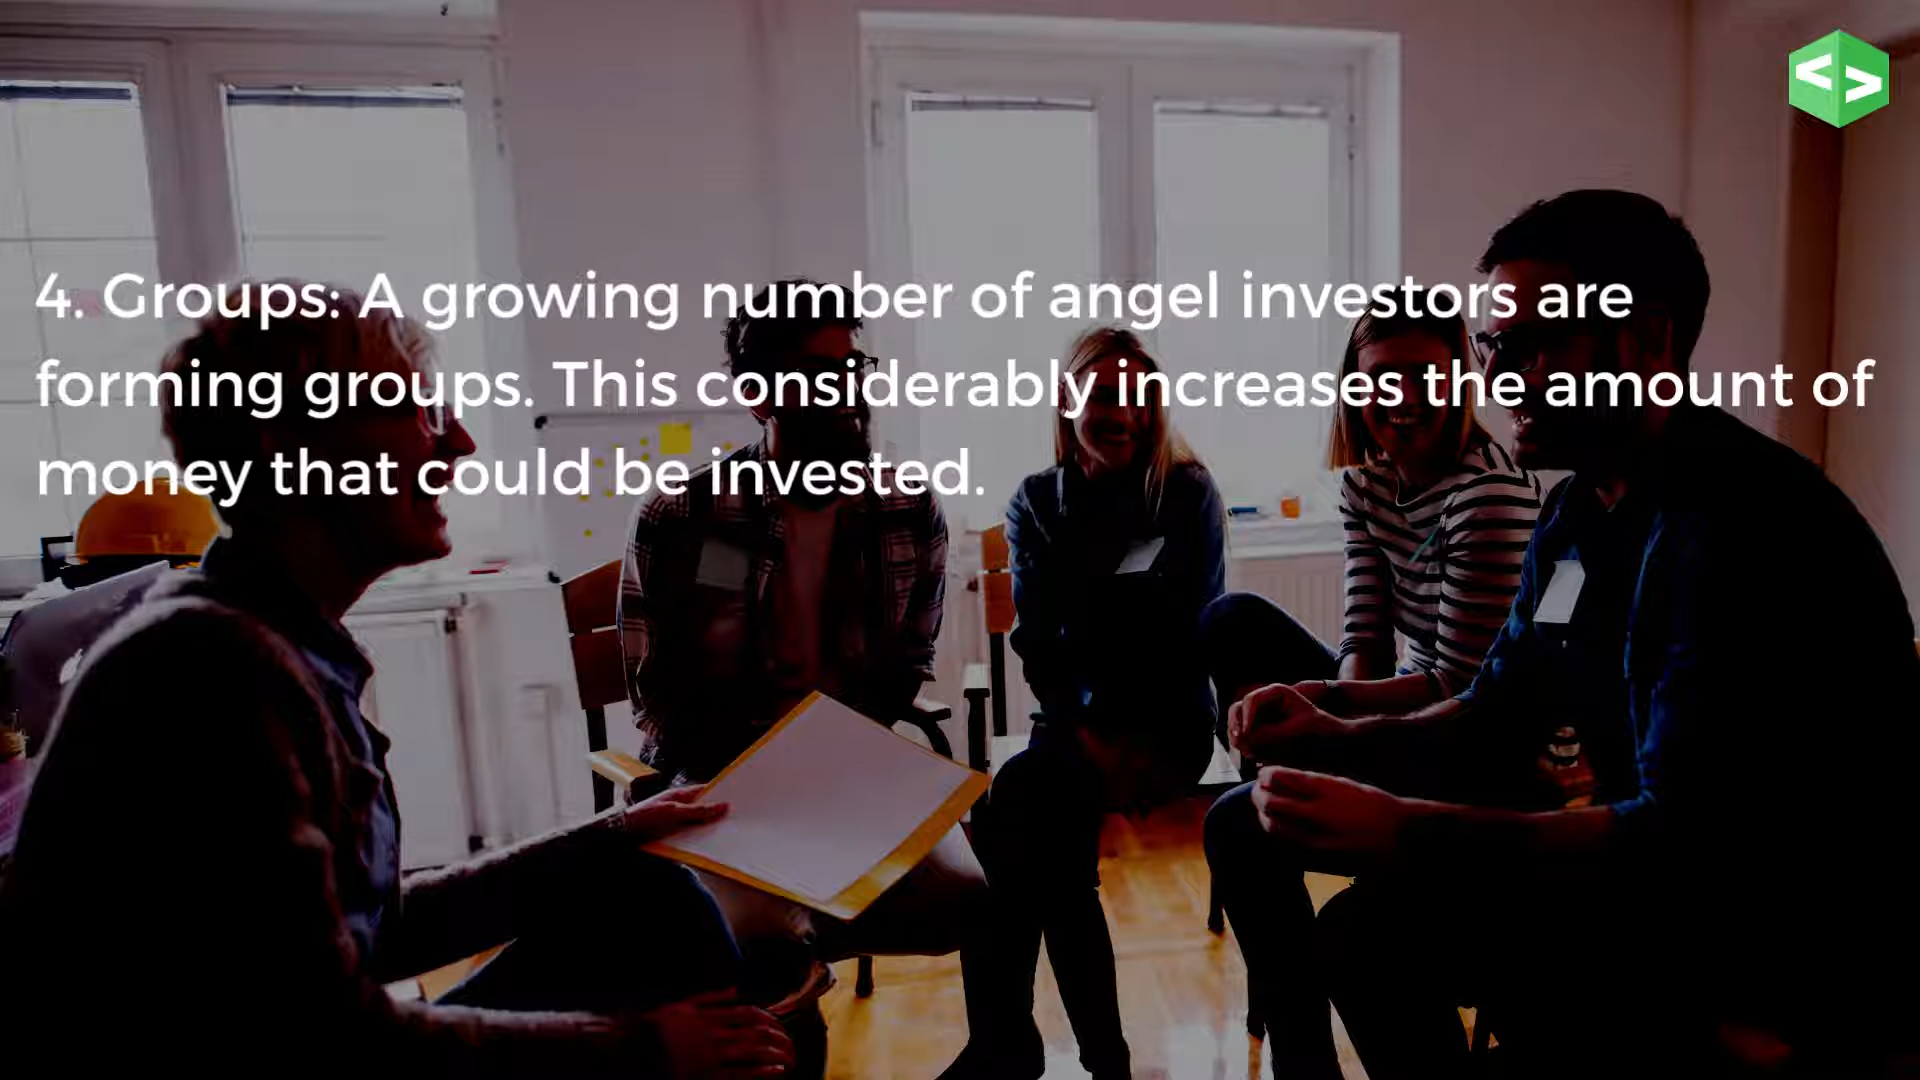 4. Groups: A growing number of angel investors are
forming groups. This considerably increases the amount of
money that could be invested.